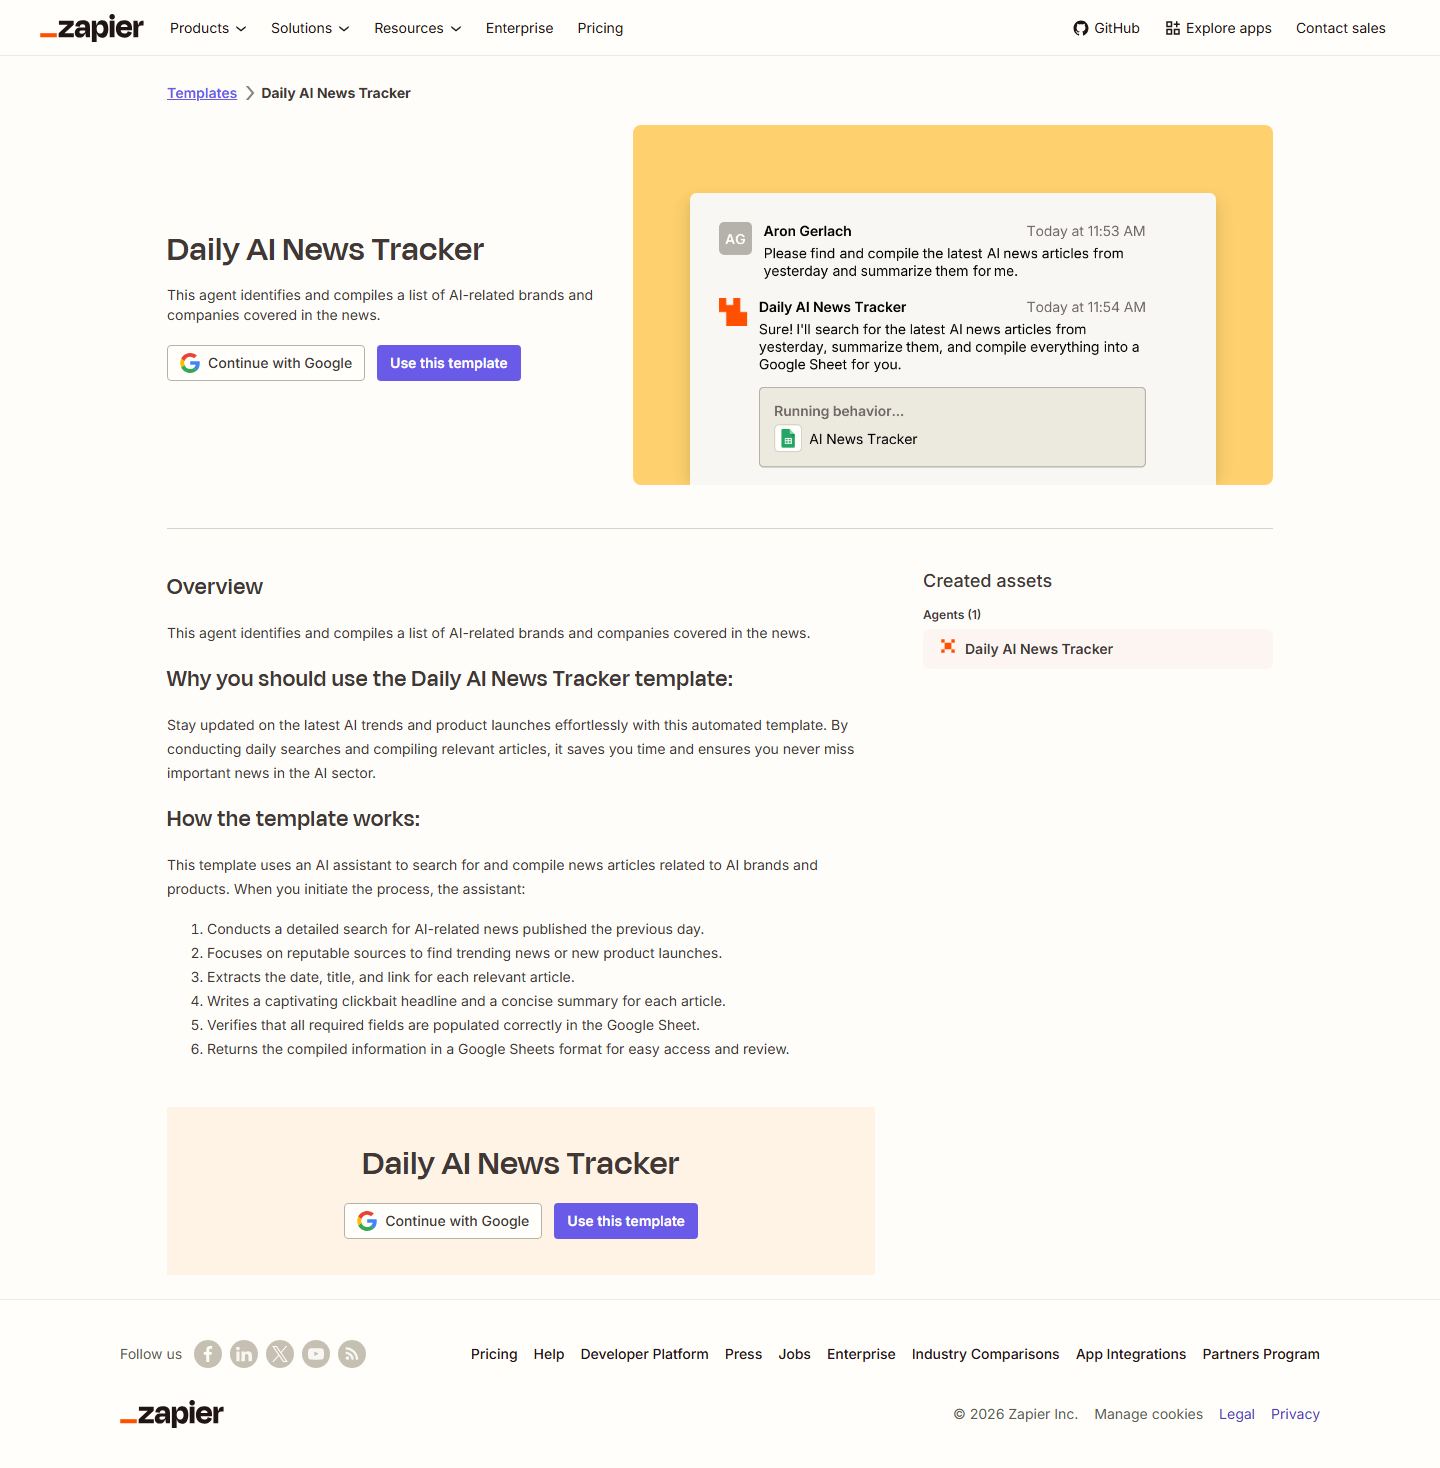 zapier
Products
Solutions
Resources
Enterprise
Pricing
GitHub
Explore apps
Contact sales
Templates
Daily AI News Tracker
Daily AI News Tracker
This agent identifies and compiles a list of AI-related brands and
companies covered in the news.
Continue with Google
Use this template
AG
Aron Gerlach
Today at 11:53 AM
Please find and compile the latest AI news articles from
yesterday and summarize them for me.
Daily AI News Tracker
Today at 11:54 AM
Sure! I'll search for the latest AI news articles from
yesterday, summarize them, and compile everything into a
Google Sheet for you.
Running behavior...
AI News Tracker
Overview
This agent identifies and compiles a list of AI-related brands and companies covered in the news.
Why you should use the Daily AI News Tracker template:
Stay updated on the latest AI trends and product launches effortlessly with this automated template. By
conducting daily searches and compiling relevant articles, it saves you time and ensures you never miss
important news in the AI sector.
How the template works:
This template uses an AI assistant to search for and compile news articles related to AI brands and
products. When you initiate the process, the assistant:
1. Conducts a detailed search for AI-related news published the previous day.
2. Focuses on reputable sources to find trending news or new product launches.
3. Extracts the date, title, and link for each relevant article.
4. Writes a captivating clickbait headline and a concise summary for each article.
5. Verifies that all required fields are populated correctly in the Google Sheet.
6. Returns the compiled information in a Google Sheets format for easy access and review.
Created assets
Agents (1)
Daily AI News Tracker
Daily AI News Tracker
Continue with Google
Use this template
Follow us
Pricing
Help
Developer Platform
Press
Jobs
Enterprise
Industry Comparisons
App Integrations
Partners Program
zapier
© 2026 Zapier Inc.
Manage cookies
Legal
Privacy